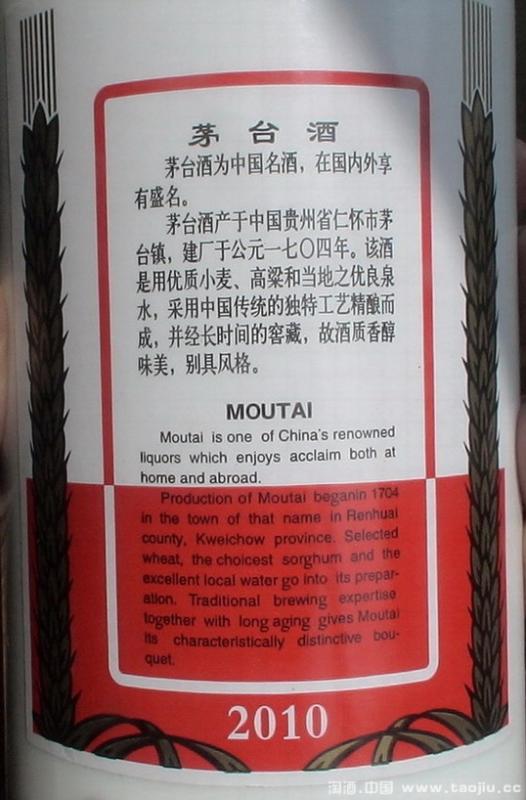 茅台酒
茅台酒为中国名酒，在国内外享
有盛名。
茅台酒产于中国贵州省仁怀市茅
台镇，建厂于公元一七〇四年。该酒
是用优质小麦、高粱和当地之优良泉
水，采用中国传统的独特工艺精酿而
成，并经长时间的窖藏，故酒质香醇
味美，别具风格。
MOUTAI
Moutai is one of China's renowned
liquors which enjoys acclaim both at
home and abroad.
Production of Moutai beganin 1704
in the town of that name in Renhuai
county, Kweichow province. Selected
wheat, the choicest sorghum and the
excellent local water go into its prepar-
ation. Traditional brewing expertise
together with long aging gives Moutai
its characteristically distinctive bou-
quet.
2010
淘酒.中国 www.taojiu.cc